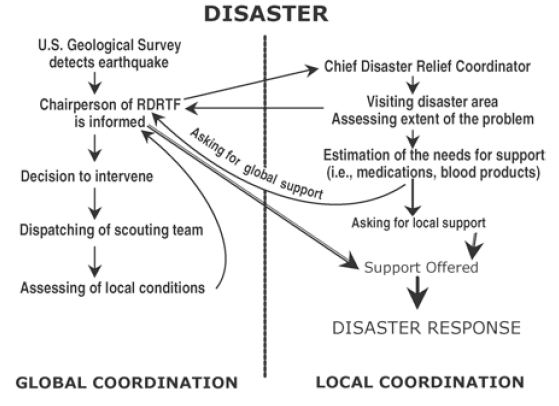 DISASTER
U.S. Geological Survey
detects earthquake
Chairperson of RDRTF
is informed
Decision to intervene
Dispatching of scouting team
Assessing of local conditions
GLOBAL COORDINATION
Asking for global support
Chief Disaster Relief Coordinator
Visiting disaster area
Assessing extent of the problem
Estimation of the needs for support
(i.e., medications, blood products)
Asking for local support
Support Offered
DISASTER RESPONSE
LOCAL COORDINATION